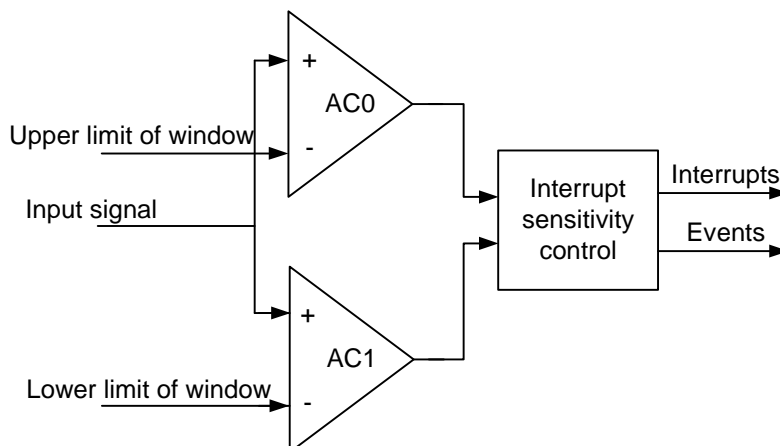 +
AC0
Upper limit of window
-
Input signal
Interrupt
sensitivity
control
Interrupts
Events
+
AC1
Lower limit of window
-